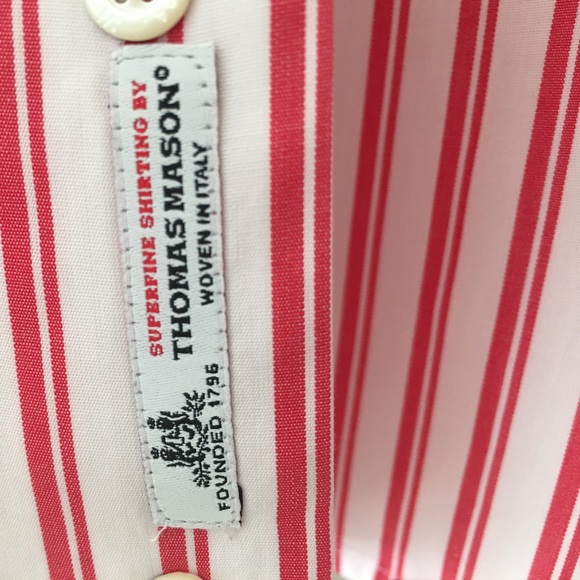 SUPERFINE SHIRTING BY
THOMAS MASON°
WOVEN IN ITALY
FOUNDED 1796